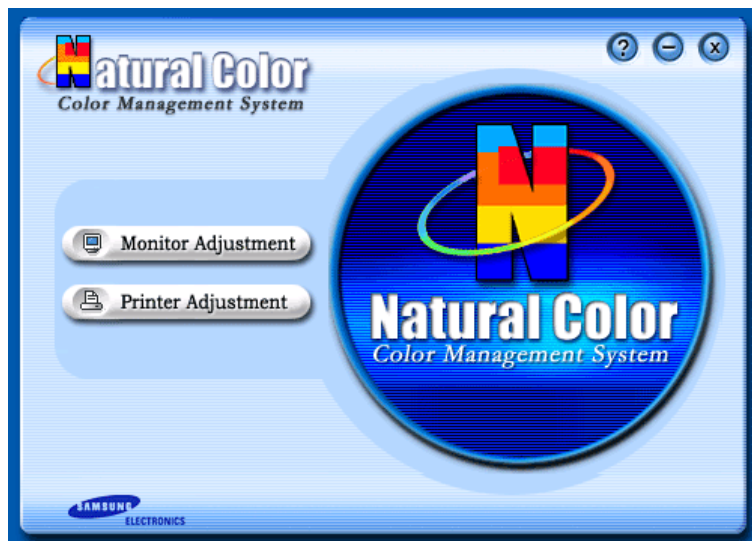 Natural Color
Color Management System
? − x
Monitor Adjustment
Printer Adjustment
N
Natural Color
Color Management System
SAMSUNG
ELECTRONICS